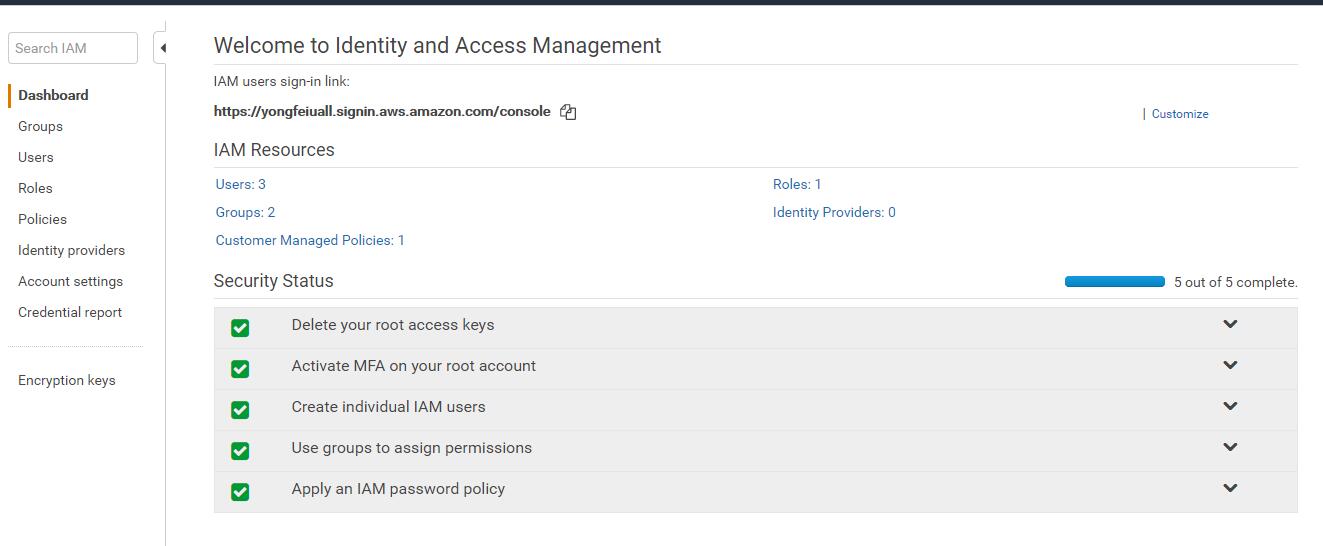 Search IAM
Dashboard
Groups
Users
Roles
Policies
Identity providers
Account settings
Credential report
Encryption keys
Welcome to Identity and Access Management
IAM users sign-in link:
https://yongfeiuall.signin.aws.amazon.com/console
| Customize
IAM Resources
Users: 3 Roles: 1
Groups: 2 Identity Providers: 0
Customer Managed Policies: 1
Security Status 5 out of 5 complete.
Delete your root access keys
Activate MFA on your root account
Create individual IAM users
Use groups to assign permissions
Apply an IAM password policy